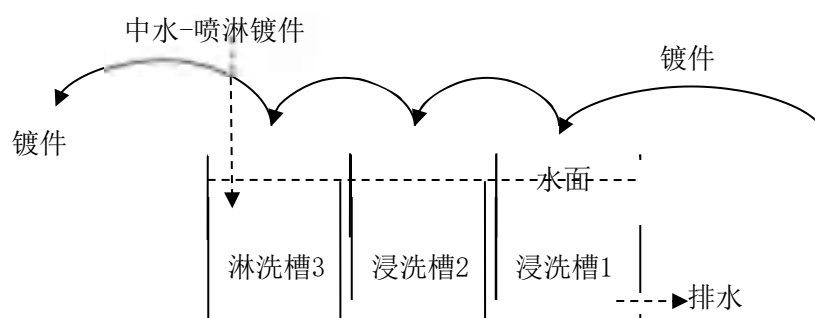 中水-喷淋镀件
镀件
镀件
水面
淋洗槽3
浸洗槽2
浸洗槽1
排水